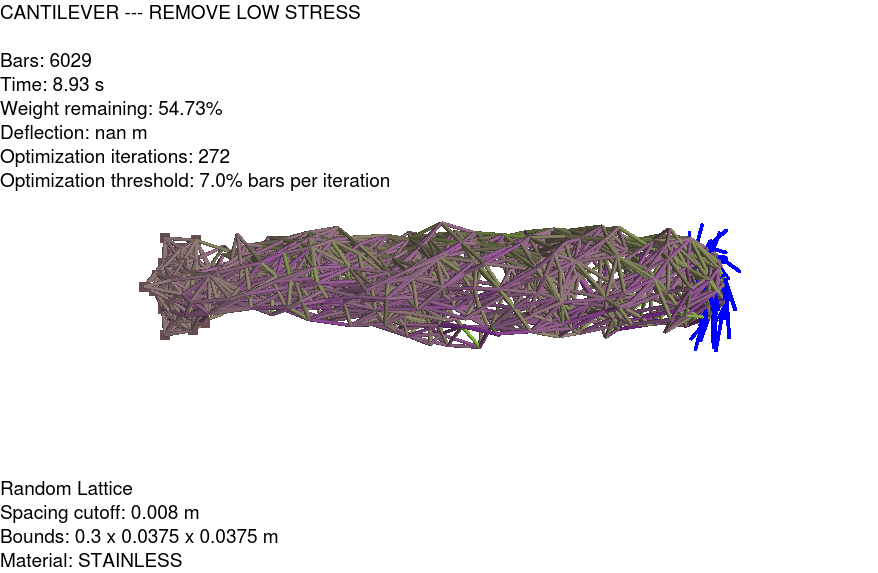 CANTILEVER --- REMOVE LOW STRESS
Bars: 6029
Time: 8.93 s
Weight remaining: 54.73%
Deflection: nan m
Optimization iterations: 272
Optimization threshold: 7.0% bars per iteration
Random Lattice
Spacing cutoff: 0.008 m
Bounds: 0.3 x 0.0375 x 0.0375 m
Material: STAINLESS